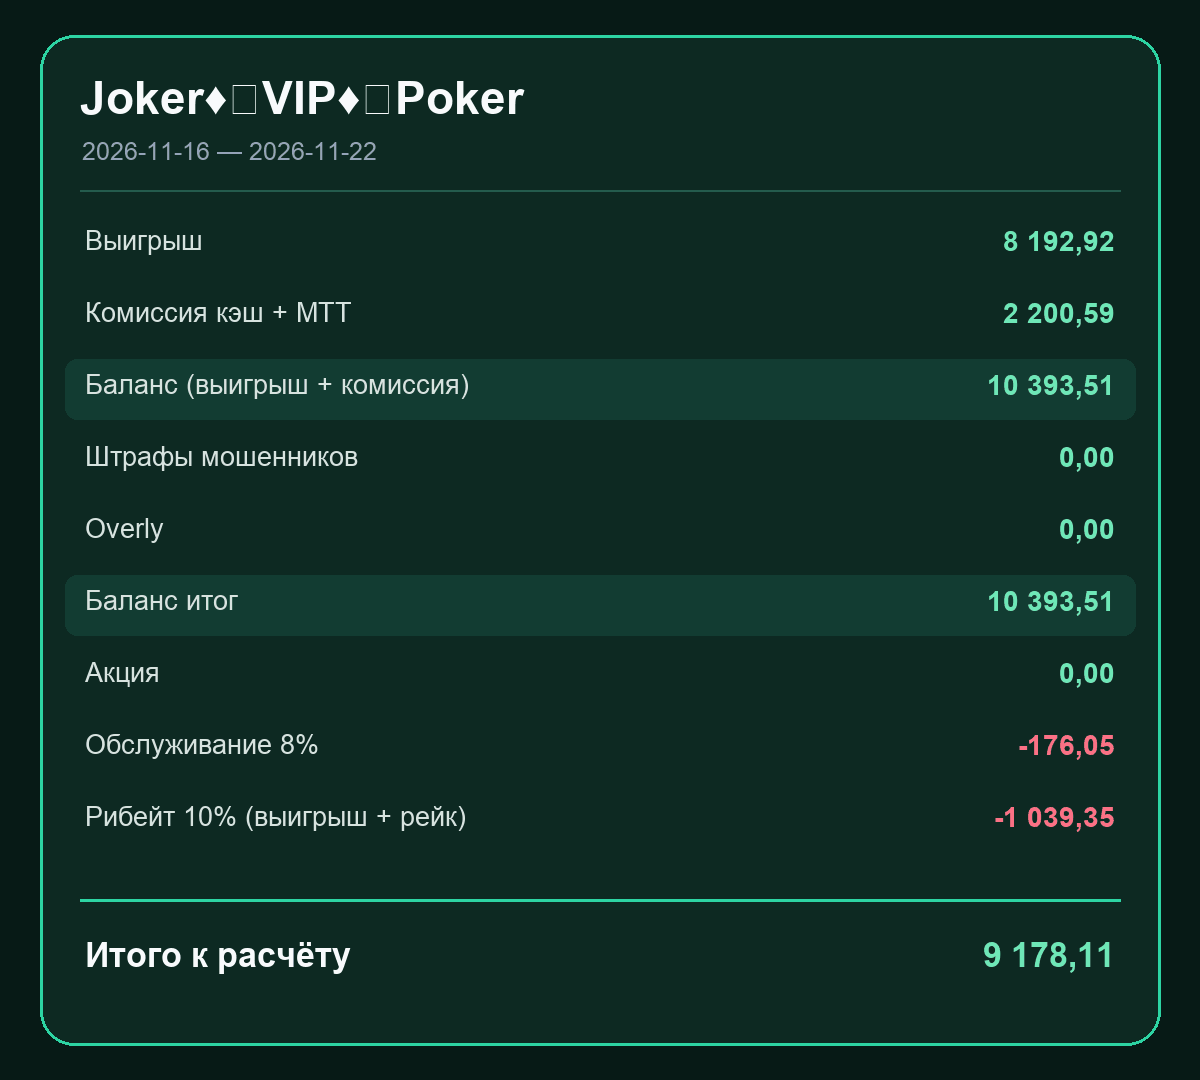 Joker♦□VIP♦□Poker
2026-11-16 — 2026-11-22
Выигрыш 8 192,92
Комиссия кэш + МТТ 2 200,59
Баланс (выигрыш + комиссия) 10 393,51
Штрафы мошенников 0,00
Overly 0,00
Баланс итог 10 393,51
Акция 0,00
Обслуживание 8% -176,05
Рибейт 10% (выигрыш + рейк) -1 039,35
Итого к расчёту 9 178,11